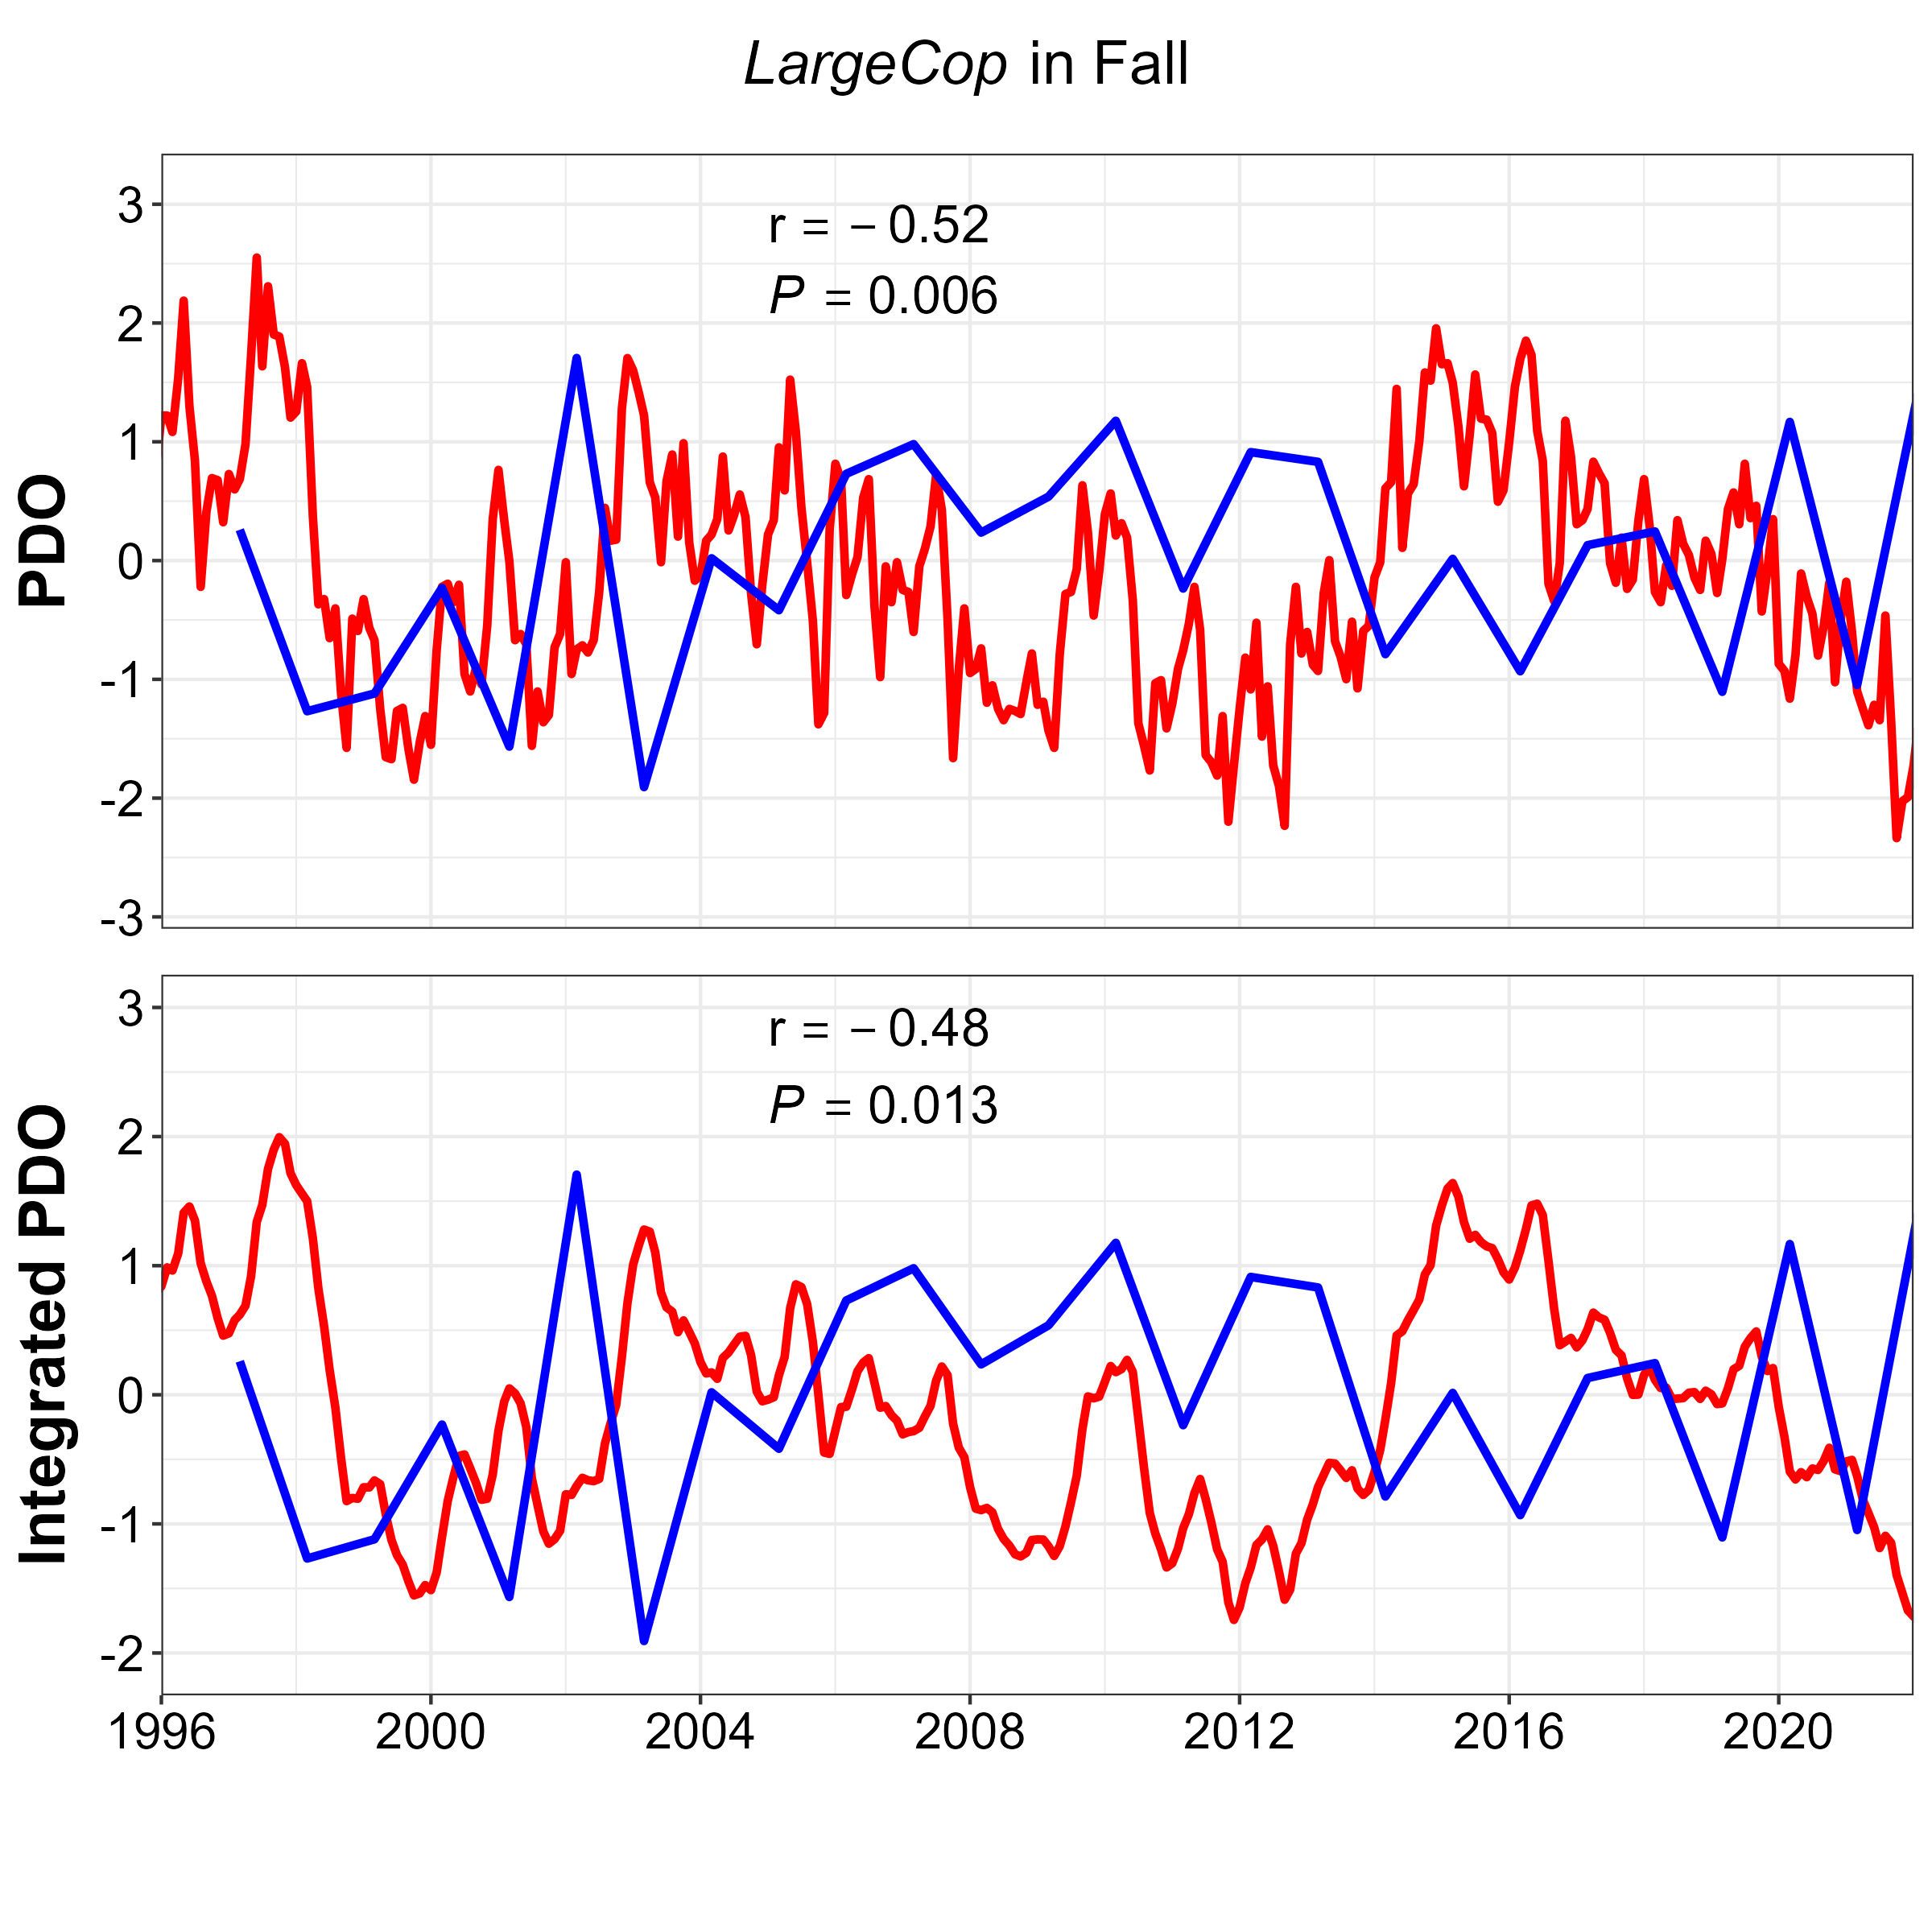 LargeCop in Fall
PDO
3
2
1
0
-1
-2
-3
r = – 0.52
P = 0.006
Integrated PDO
3
2
1
0
-1
-2
r = – 0.48
P = 0.013
1996 2000 2004 2008 2012 2016 2020